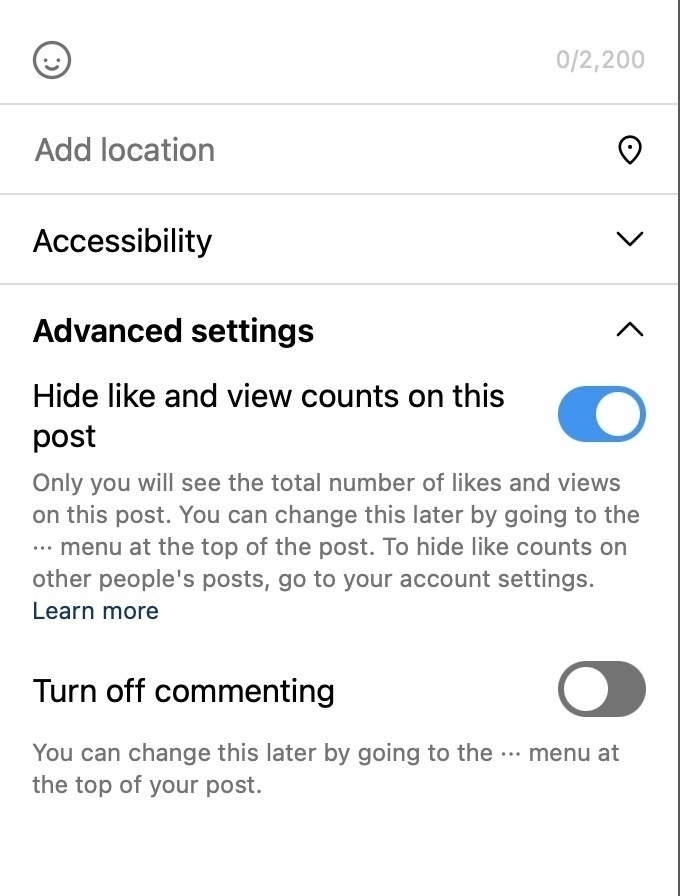 0/2,200
Add location
Accessibility
Advanced settings
Hide like and view counts on this
post
Only you will see the total number of likes and views
on this post. You can change this later by going to the
··· menu at the top of the post. To hide like counts on
other people's posts, go to your account settings.
Learn more
Turn off commenting
You can change this later by going to the ··· menu at
the top of your post.